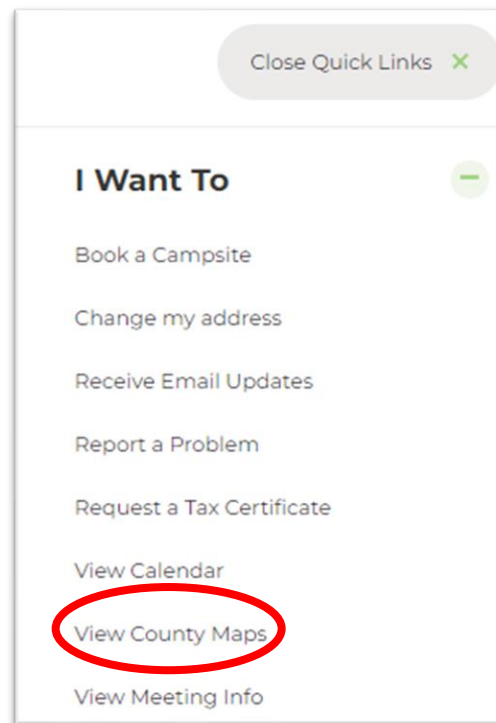 Close Quick Links ×
I Want To
Book a Campsite
Change my address
Receive Email Updates
Report a Problem
Request a Tax Certificate
View Calendar
View County Maps
View Meeting Info